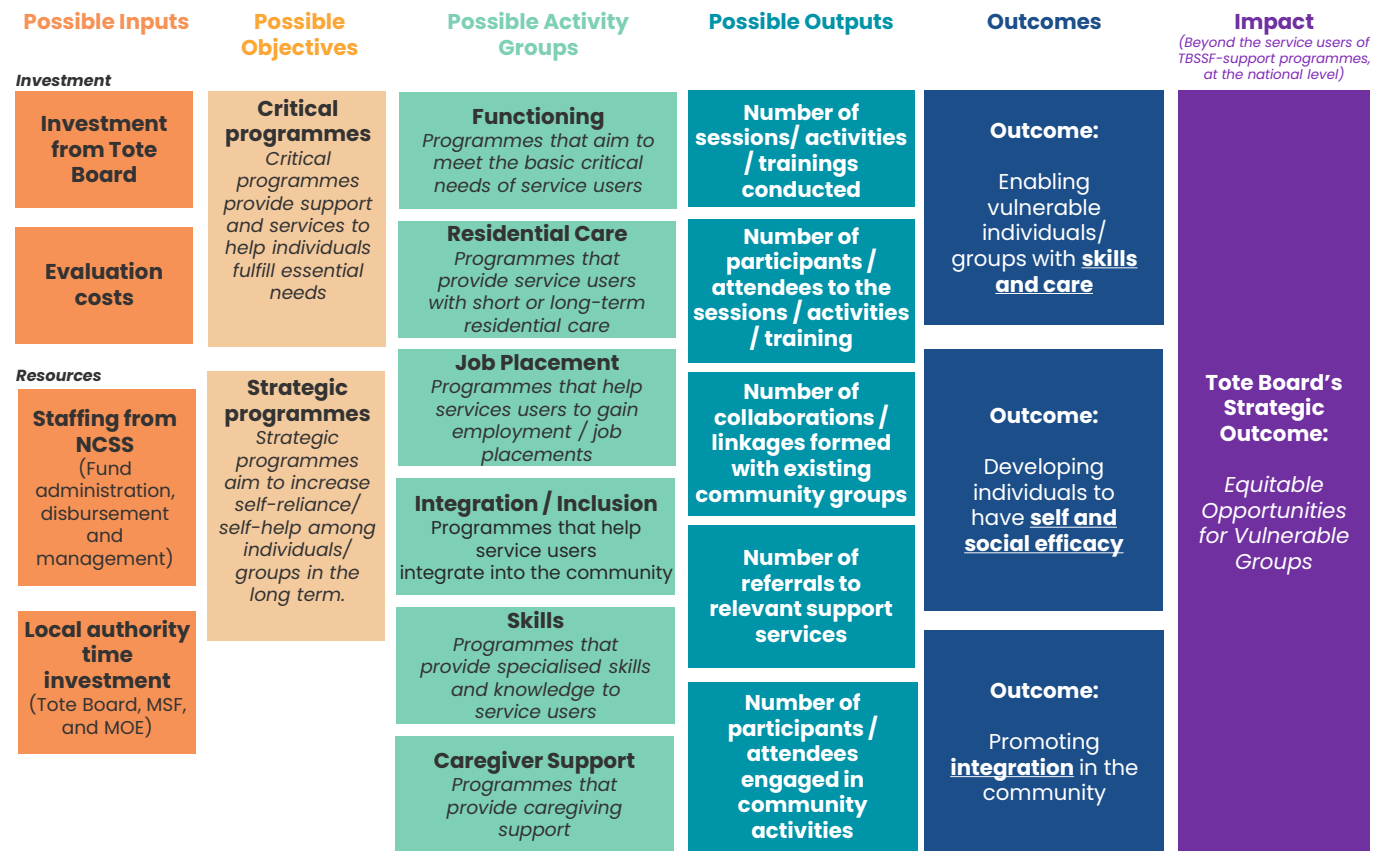 Possible Inputs
Investment
Investment
from Tote
Board
Evaluation
costs
Resources
Staffing from
NCSS
(Fund
administration,
disbursement
and
management)
Local authority
time
investment
(Tote Board, MSF,
and MOE)
Possible
Objectives
Critical
programmes
Critical
programmes
provide support
and services to
help individuals
fulfill essential
needs
Strategic
programmes
Strategic
programmes
aim to increase
self-reliance/
self-help among
individuals/
groups in the
long term.
Possible Activity
Groups
Functioning
Programmes that aim to
meet the basic critical
needs of service users
Residential Care
Programmes that
provide service users
with short or long-term
residential care
Job Placement
Programmes that help
services users to gain
employment / job
placements
Integration / Inclusion
Programmes that help
service users
integrate into the community
Skills
Programmes that
provide specialised skills
and knowledge to
service users
Caregiver Support
Programmes that
provide caregiving
support
Possible Outputs
Number of
sessions/ activities
/ trainings
conducted
Number of
participants /
attendees to the
sessions / activities
/ training
Number of
collaborations /
linkages formed
with existing
community groups
Number of
referrals to
relevant support
services
Number of
participants /
attendees
engaged in
community
activities
Outcomes
Outcome:
Enabling
vulnerable
individuals/
groups with skills
and care
Outcome:
Developing
individuals to
have self and
social efficacy
Outcome:
Promoting
integration in the
community
Impact
(Beyond the service users of
TBSSF-support programmes,
at the national level)
Tote Board’s
Strategic
Outcome:
Equitable
Opportunities
for Vulnerable
Groups